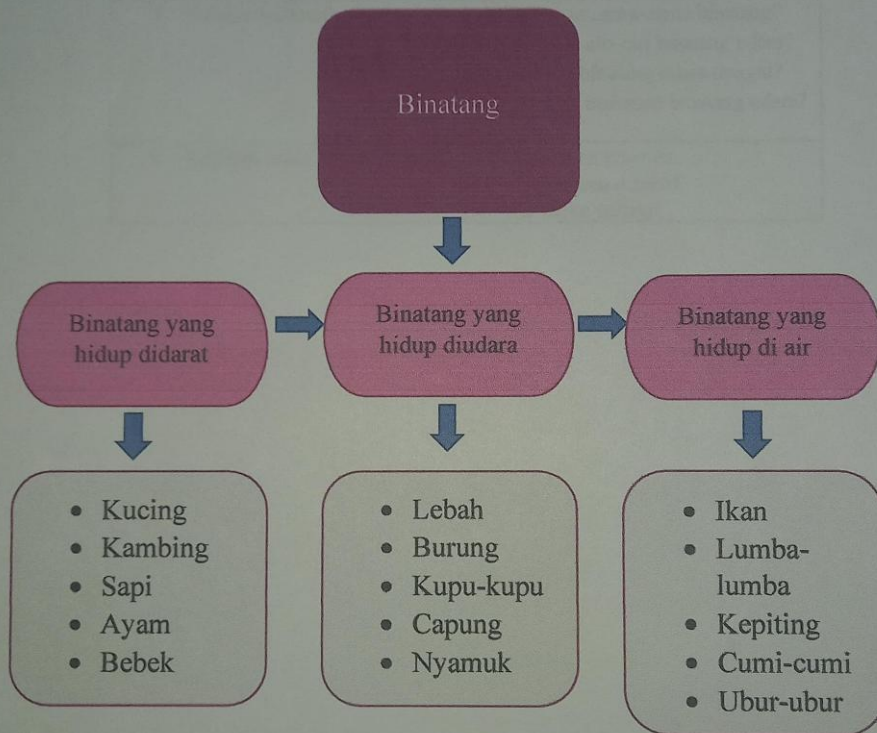 Binatang
Binatang yang
hidup didarat
Binatang yang
hidup diudara
Binatang yang
hidup di air
• Kucing
• Kambing
• Sapi
• Ayam
• Bebek
• Lebah
• Burung
• Kupu-kupu
• Capung
• Nyamuk
• Ikan
• Lumba-
lumba
• Kepiting
• Cumi-cumi
• Ubur-ubur